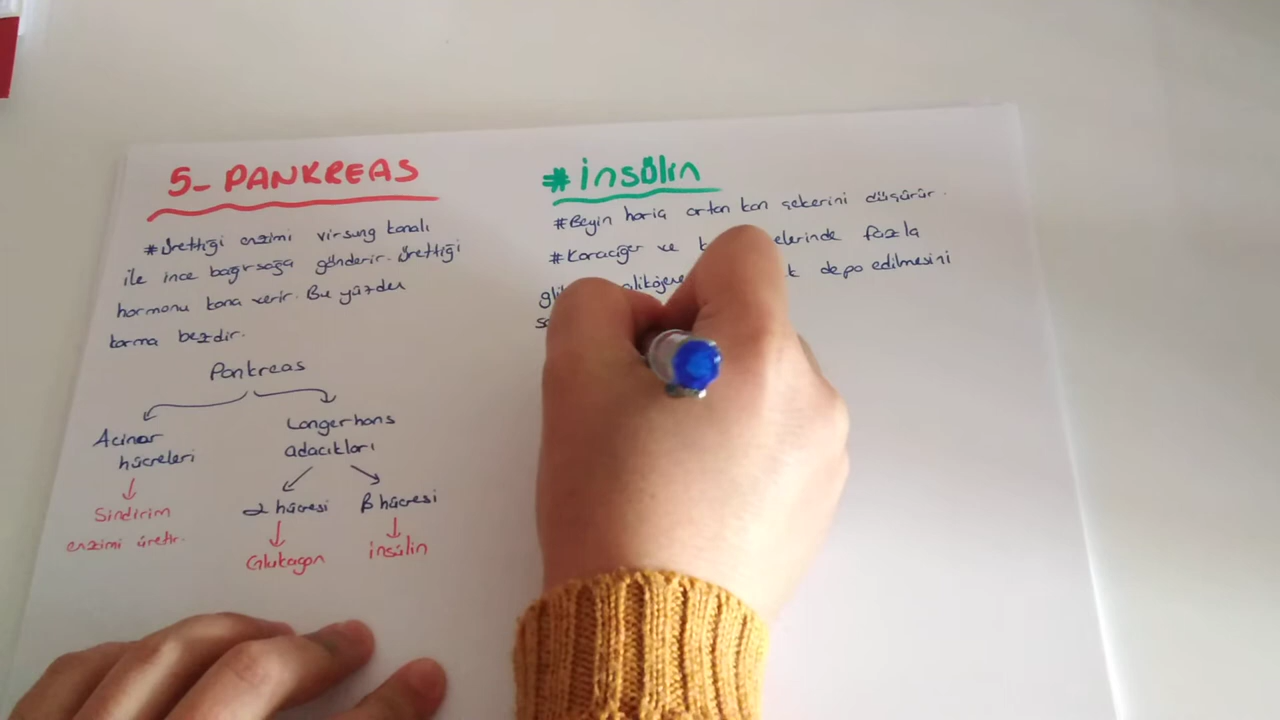 5- PANKREAS
#Ürettiği enzimi virsung kanalı
ile ince bağırsağa gönderir. Ürettiği
hormonu kana verir. Bu yüzden
karma bezdir.
Pankreas
Acinar
hücreleri
Sindirim
enzimi üretir.
Langerhans
adacıkları
α hücresi
β hücresi
Glukagon
insülin
#insülin
#Beyin hariç artan kan şekerini düşürür.
#Karaciğer ve fazla
depo edilmesini